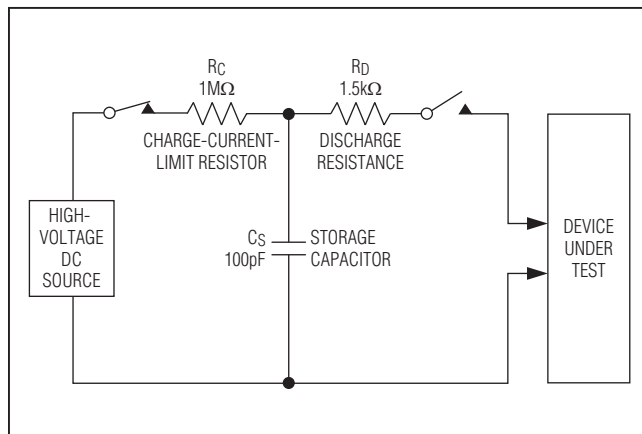 RC
1MΩ
CHARGE-CURRENT-
LIMIT RESISTOR
RD
1.5kΩ
DISCHARGE
RESISTANCE
HIGH-
VOLTAGE
DC
SOURCE
CS
100pF
STORAGE
CAPACITOR
DEVICE
UNDER
TEST